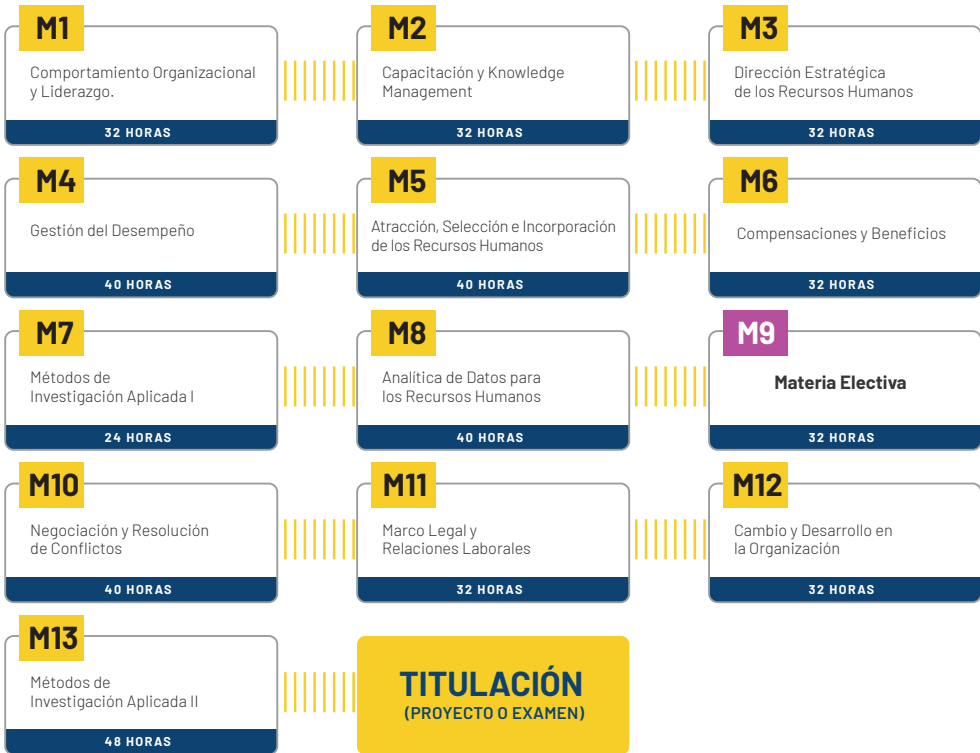 M1
Comportamiento Organizacional
y Liderazgo.
32 HORAS
M2
Capacitación y Knowledge
Management
32 HORAS
M3
Dirección Estratégica
de los Recursos Humanos
32 HORAS
M4
Gestión del Desempeño
40 HORAS
M5
Atracción, Selección e Incorporación
de los Recursos Humanos
40 HORAS
M6
Compensaciones y Beneficios
32 HORAS
M7
Métodos de
Investigación Aplicada I
24 HORAS
M8
Analítica de Datos para
los Recursos Humanos
40 HORAS
M9
Materia Electiva
32 HORAS
M10
Negociación y Resolución
de Conflictos
40 HORAS
M11
Marco Legal y
Relaciones Laborales
32 HORAS
M12
Cambio y Desarrollo en
la Organización
32 HORAS
M13
Métodos de
Investigación Aplicada II
48 HORAS
TITULACIÓN
(PROYECTO O EXAMEN)